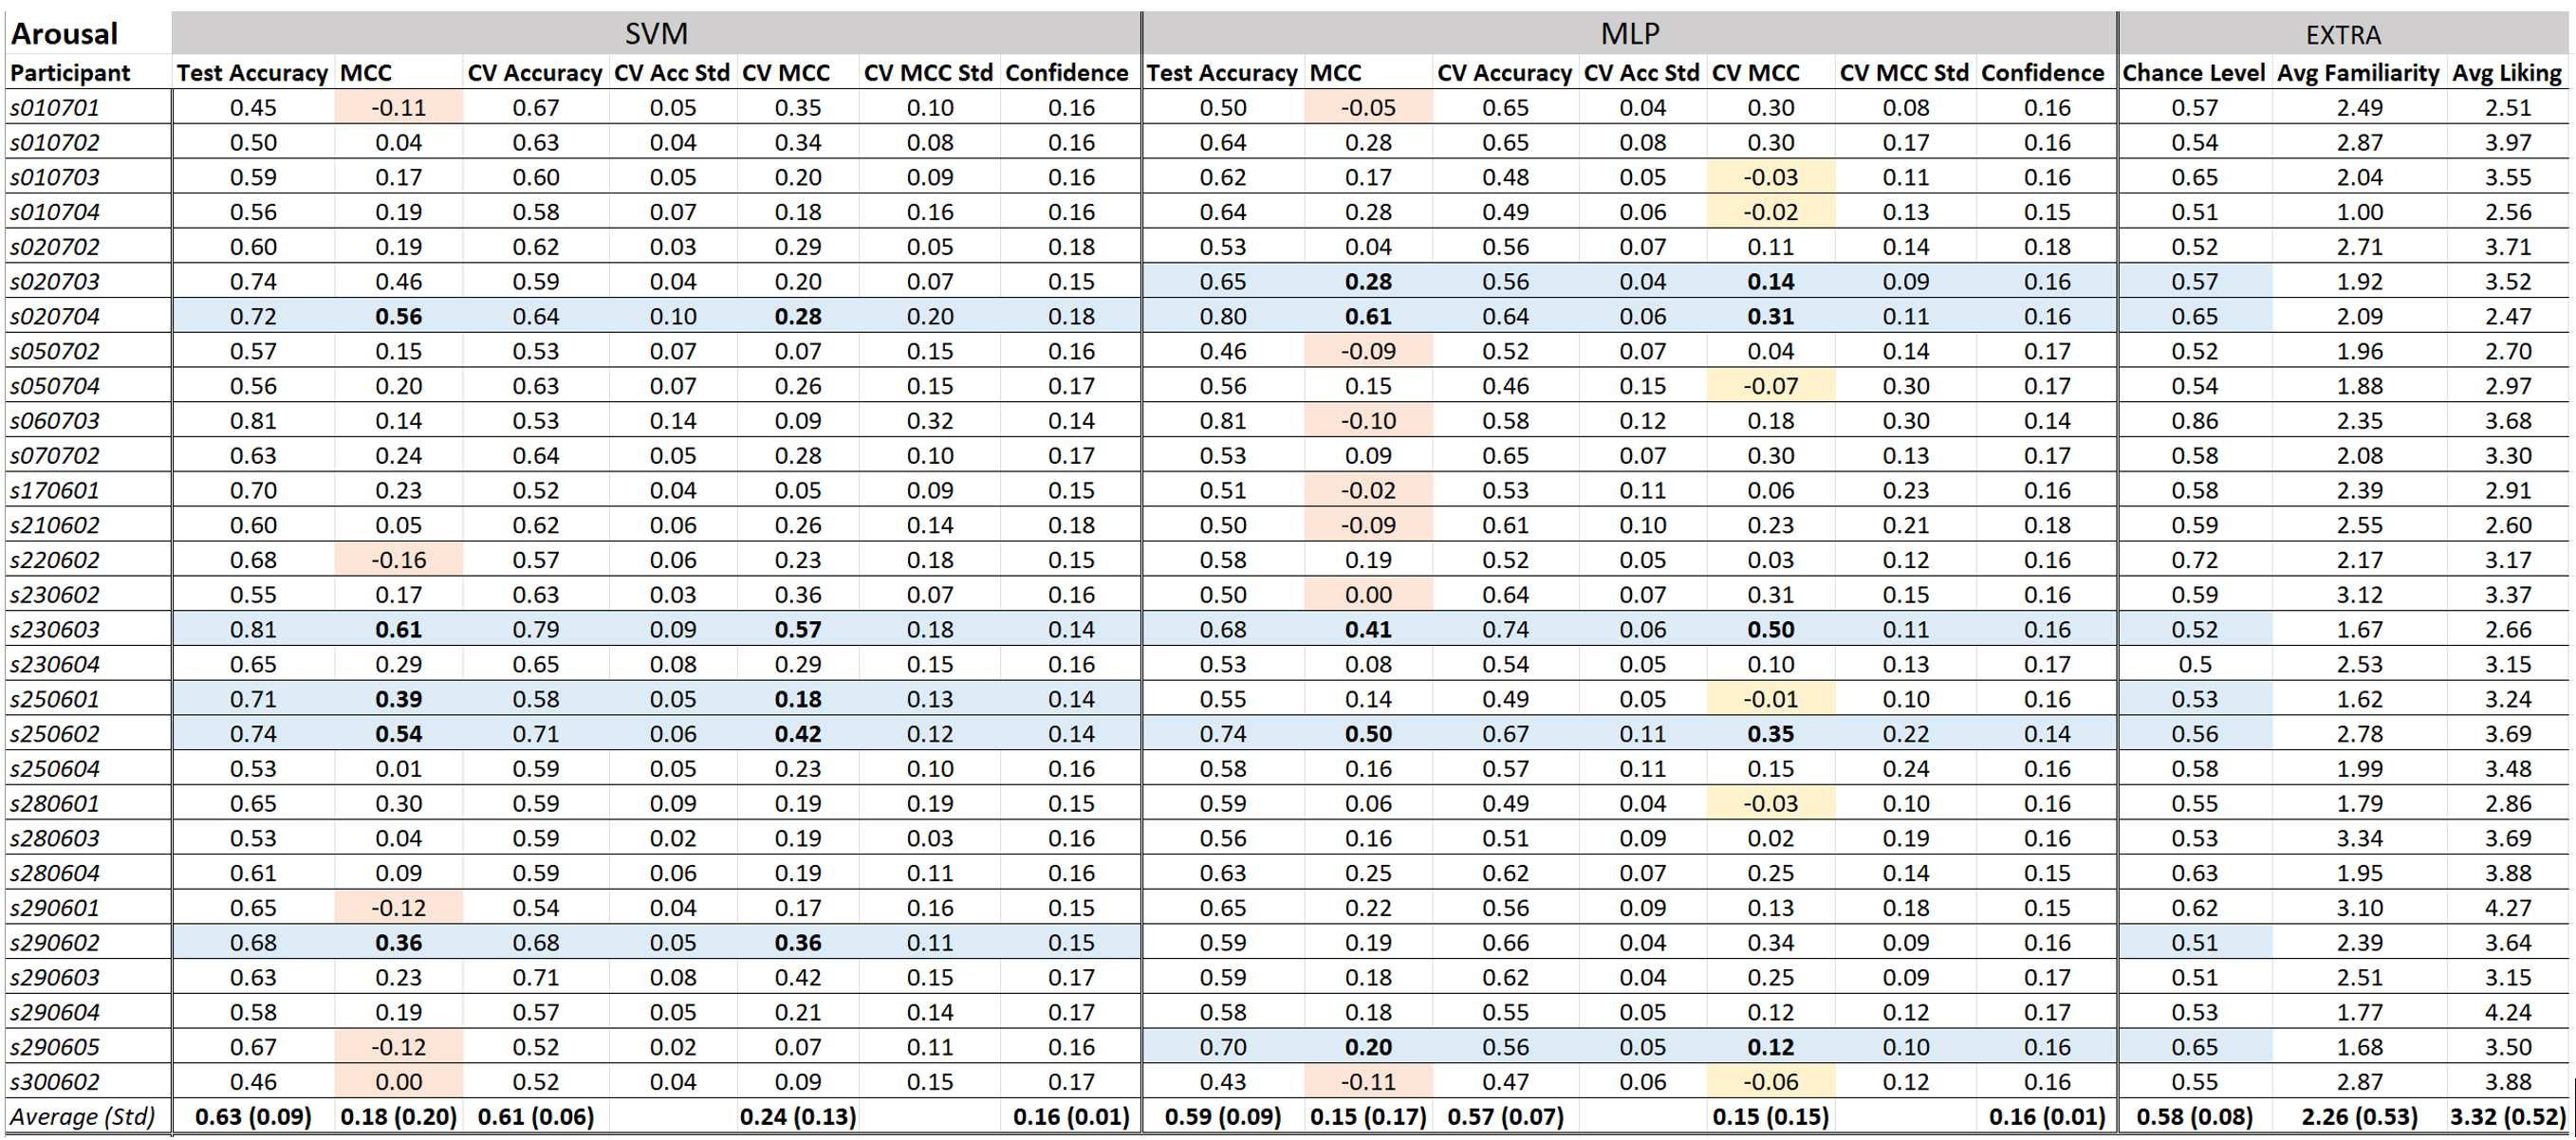 Arousal SVM MLP EXTRA
Participant Test Accuracy MCC CV Accuracy CV Acc Std CV MCC CV MCC Std Confidence Test Accuracy MCC CV Accuracy CV Acc Std CV MCC CV MCC Std Confidence Chance Level Avg Familiarity Avg Liking
s010701 0.45 -0.11 0.67 0.05 0.35 0.10 0.16 0.50 -0.05 0.65 0.04 0.30 0.08 0.16 0.57 2.49 2.51
s010702 0.50 0.04 0.63 0.04 0.34 0.08 0.16 0.64 0.28 0.65 0.08 0.30 0.17 0.16 0.54 2.87 3.97
s010703 0.59 0.17 0.60 0.05 0.20 0.09 0.16 0.62 0.17 0.48 0.05 -0.03 0.11 0.16 0.65 2.04 3.55
s010704 0.56 0.19 0.58 0.07 0.18 0.16 0.16 0.64 0.28 0.49 0.06 -0.02 0.13 0.15 0.51 1.00 2.56
s020702 0.60 0.19 0.62 0.03 0.29 0.05 0.18 0.53 0.04 0.56 0.07 0.11 0.14 0.18 0.52 2.71 3.71
s020703 0.74 0.46 0.59 0.04 0.20 0.07 0.15 0.65 0.28 0.56 0.04 0.14 0.09 0.16 0.57 1.92 3.52
s020704 0.72 0.56 0.64 0.10 0.28 0.20 0.18 0.80 0.61 0.64 0.06 0.31 0.11 0.16 0.65 2.09 2.47
s050702 0.57 0.15 0.53 0.07 0.07 0.15 0.16 0.46 -0.09 0.52 0.07 0.04 0.14 0.17 0.52 1.96 2.70
s050704 0.56 0.20 0.63 0.07 0.26 0.15 0.17 0.56 0.15 0.46 0.15 -0.07 0.30 0.17 0.54 1.88 2.97
s060703 0.81 0.14 0.53 0.14 0.09 0.32 0.14 0.81 -0.10 0.58 0.12 0.18 0.30 0.14 0.86 2.35 3.68
s070702 0.63 0.24 0.64 0.05 0.28 0.10 0.17 0.53 0.09 0.65 0.07 0.30 0.13 0.17 0.58 2.08 3.30
s170601 0.70 0.23 0.52 0.04 0.05 0.09 0.15 0.51 -0.02 0.53 0.11 0.06 0.23 0.16 0.58 2.39 2.91
s210602 0.60 0.05 0.62 0.06 0.26 0.14 0.18 0.50 -0.09 0.61 0.10 0.23 0.21 0.18 0.59 2.55 2.60
s220602 0.68 -0.16 0.57 0.06 0.23 0.18 0.15 0.58 0.19 0.52 0.05 0.03 0.12 0.16 0.72 2.17 3.17
s230602 0.55 0.17 0.63 0.03 0.36 0.07 0.16 0.50 0.00 0.64 0.07 0.31 0.15 0.16 0.59 3.12 3.37
s230603 0.81 0.61 0.79 0.09 0.57 0.18 0.14 0.68 0.41 0.74 0.06 0.50 0.11 0.16 0.52 1.67 2.66
s230604 0.65 0.29 0.65 0.08 0.29 0.15 0.16 0.53 0.08 0.54 0.05 0.10 0.13 0.17 0.5 2.53 3.15
s250601 0.71 0.39 0.58 0.05 0.18 0.13 0.14 0.55 0.14 0.49 0.05 -0.01 0.10 0.16 0.53 1.62 3.24
s250602 0.74 0.54 0.71 0.06 0.42 0.12 0.14 0.74 0.50 0.67 0.11 0.35 0.22 0.14 0.56 2.78 3.69
s250604 0.53 0.01 0.59 0.05 0.23 0.10 0.16 0.58 0.16 0.57 0.11 0.15 0.24 0.16 0.58 1.99 3.48
s280601 0.65 0.30 0.59 0.09 0.19 0.19 0.15 0.59 0.06 0.49 0.04 -0.03 0.10 0.16 0.55 1.79 2.86
s280603 0.53 0.04 0.59 0.02 0.19 0.03 0.16 0.56 0.16 0.51 0.09 0.02 0.19 0.16 0.53 3.34 3.69
s280604 0.61 0.09 0.59 0.06 0.19 0.11 0.16 0.63 0.25 0.62 0.07 0.25 0.14 0.15 0.63 1.95 3.88
s290601 0.65 -0.12 0.54 0.04 0.17 0.16 0.15 0.65 0.22 0.56 0.09 0.13 0.18 0.15 0.62 3.10 4.27
s290602 0.68 0.36 0.68 0.05 0.36 0.11 0.15 0.59 0.19 0.66 0.04 0.34 0.09 0.16 0.51 2.39 3.64
s290603 0.63 0.23 0.71 0.08 0.42 0.15 0.17 0.59 0.18 0.62 0.04 0.25 0.09 0.17 0.51 2.51 3.15
s290604 0.58 0.19 0.57 0.05 0.21 0.14 0.17 0.58 0.18 0.55 0.05 0.12 0.12 0.17 0.53 1.77 4.24
s290605 0.67 -0.12 0.52 0.02 0.07 0.11 0.16 0.70 0.20 0.56 0.05 0.12 0.10 0.16 0.65 1.68 3.50
s300602 0.46 0.00 0.52 0.04 0.09 0.15 0.17 0.43 -0.11 0.47 0.06 -0.06 0.12 0.16 0.55 2.87 3.88
Average (Std) 0.63 (0.09) 0.18 (0.20) 0.61 (0.06) 0.24 (0.13) 0.16 (0.01) 0.59 (0.09) 0.15 (0.17) 0.57 (0.07) 0.15 (0.15) 0.16 (0.01) 0.58 (0.08) 2.26 (0.53) 3.32 (0.52)